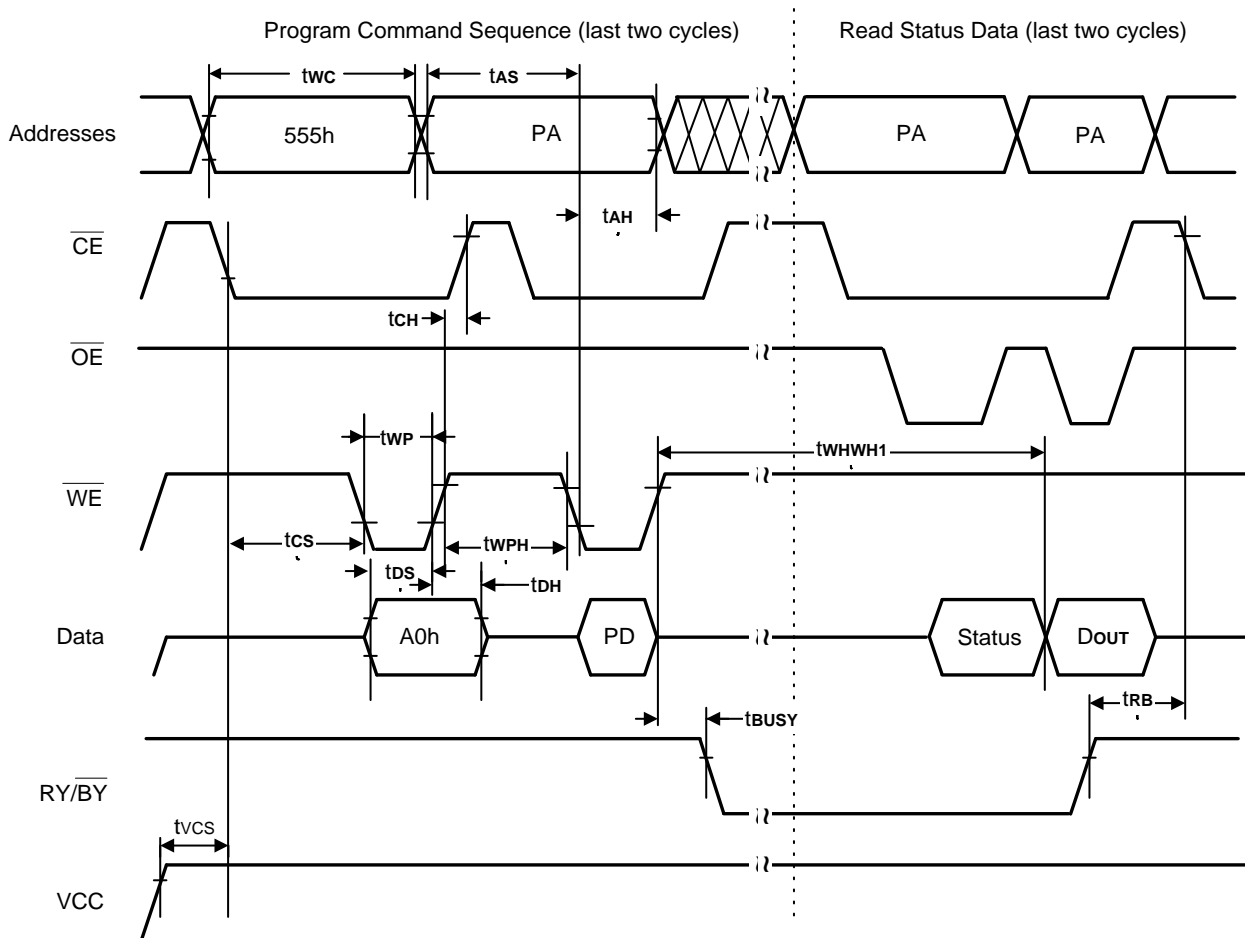 Program Command Sequence (last two cycles) Read Status Data (last two cycles)
tWC tAS
Addresses 555h PA PA PA
tAH
CE
tCH
OE
tWP tWHWH1
WE
tCS tWPH
tDS tDH
Data A0h PD Status DOUT
tBUSY tRB
RY/BY
tVCS
VCC